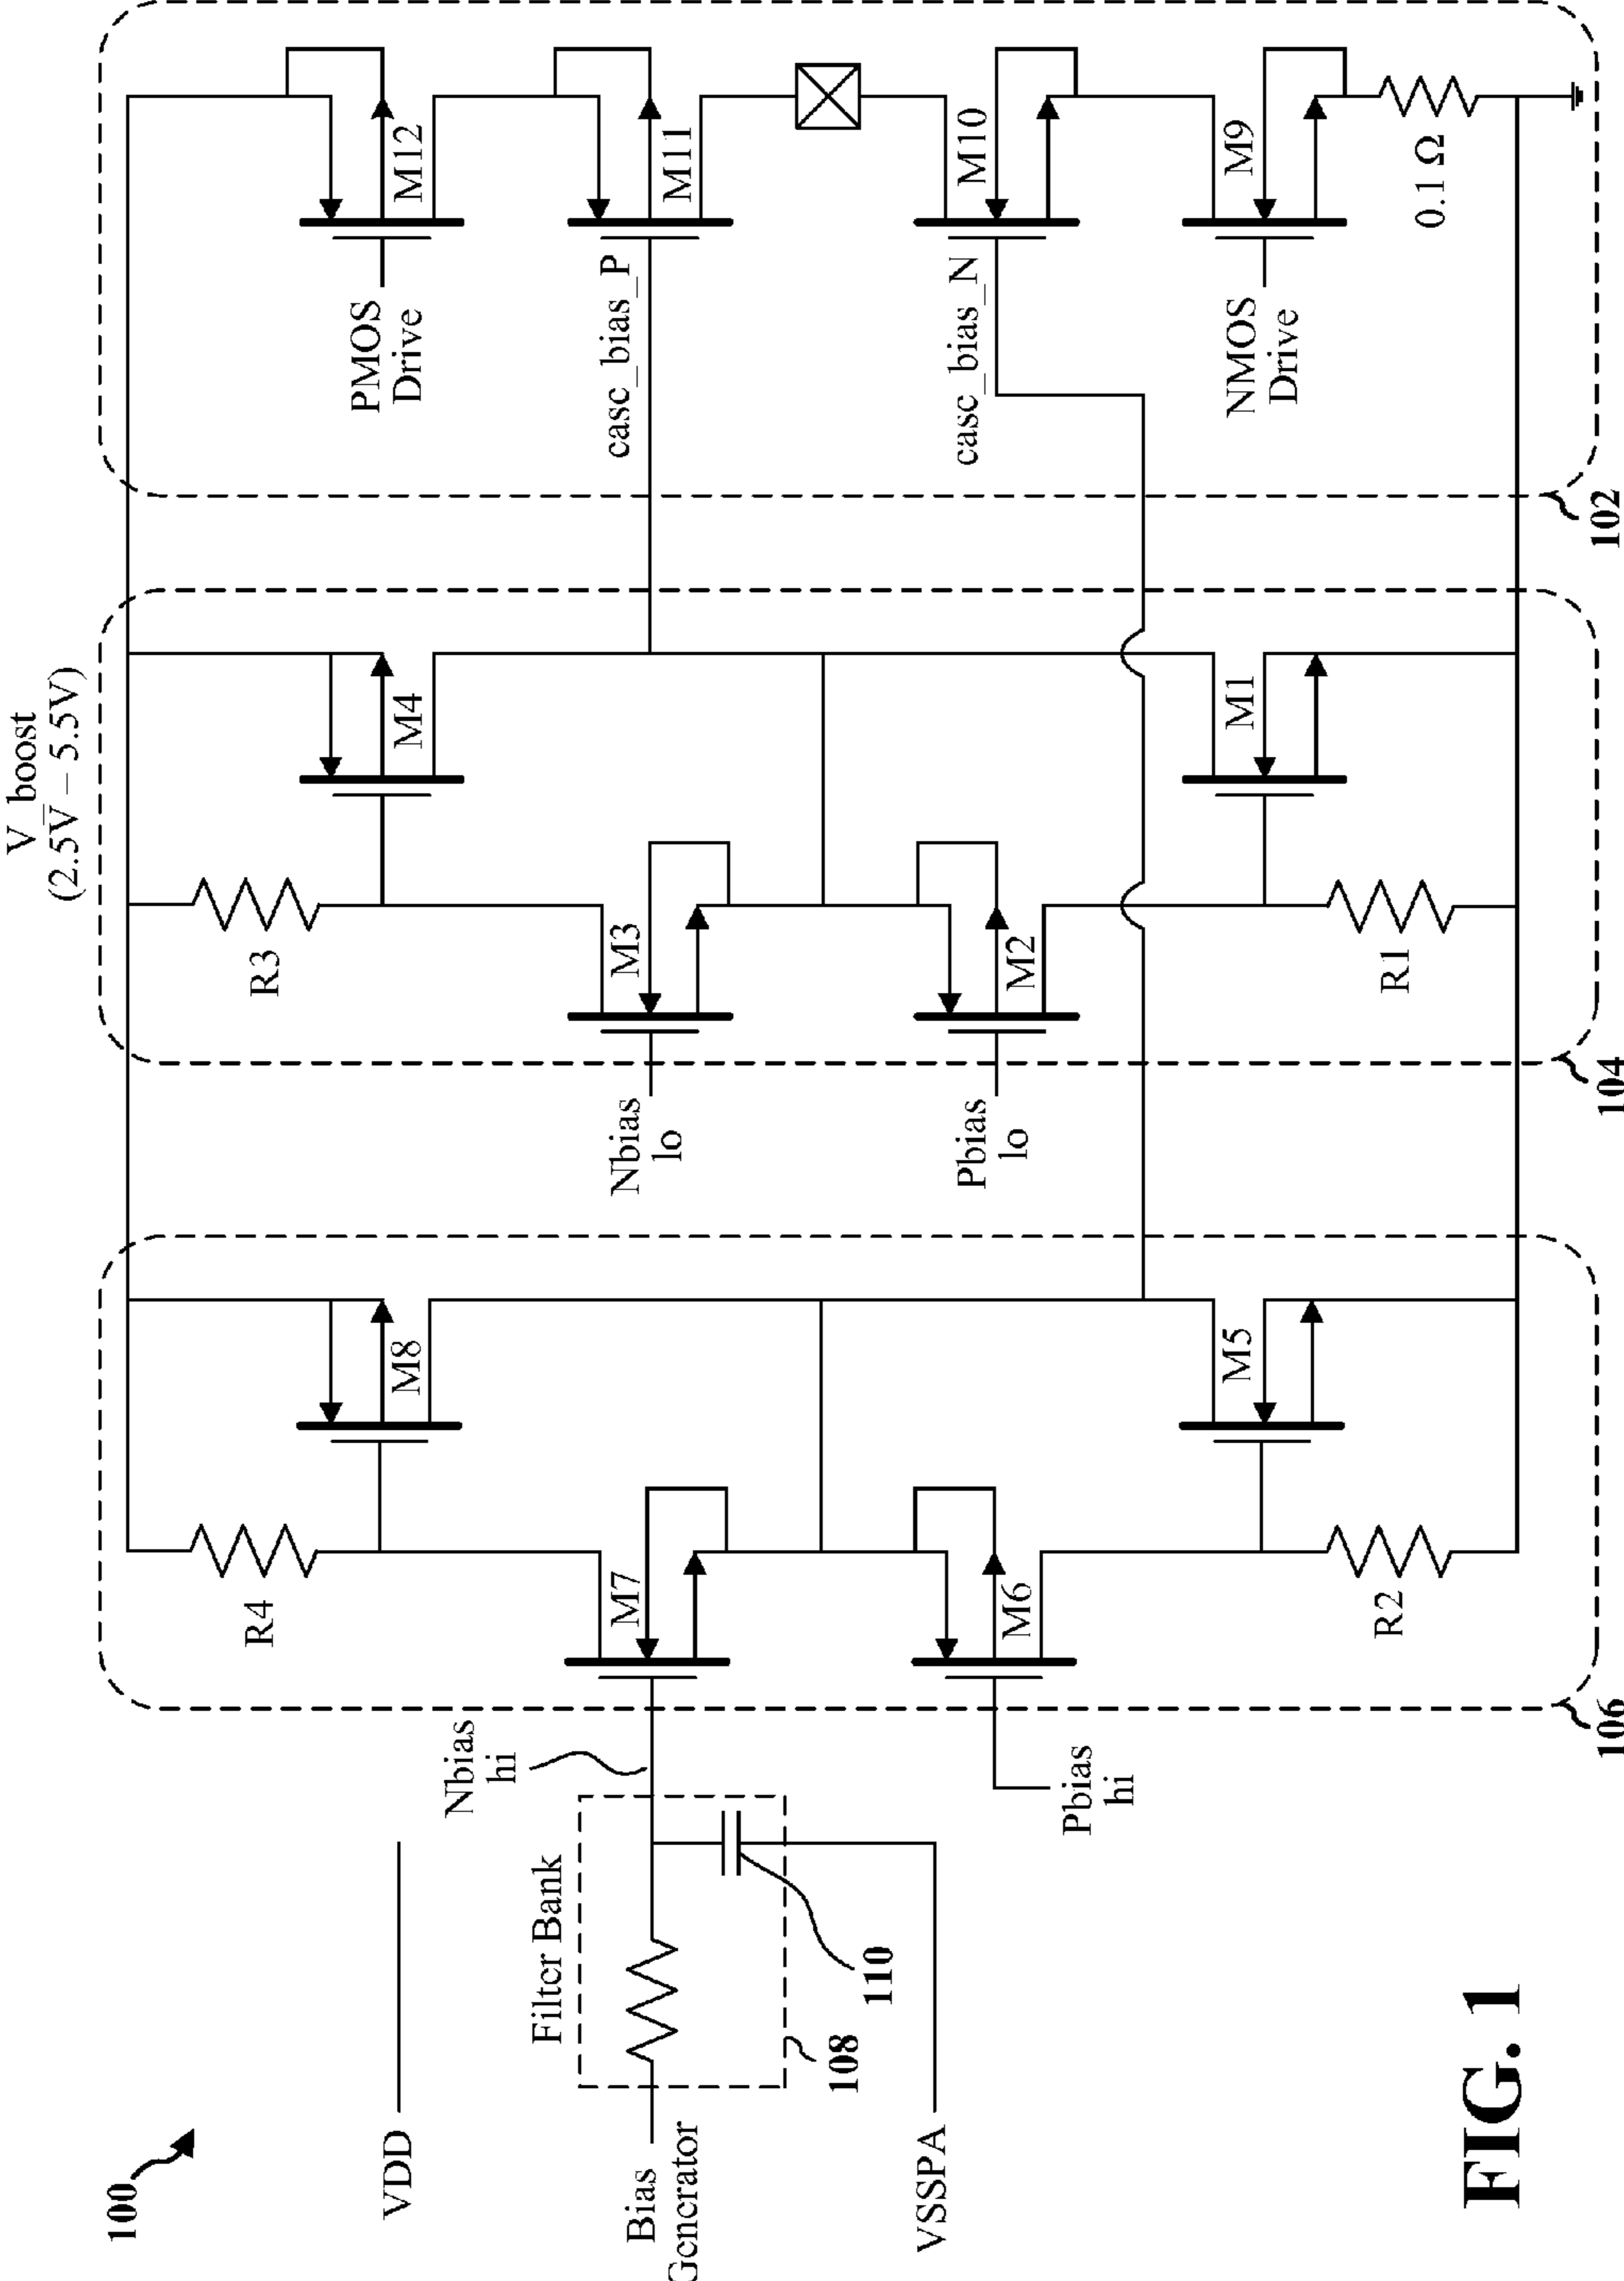 V_boost
(2.5V – 5.5V)
PMOS
Drive
M12
casc_bias_P
M11
casc_bias_N
M10
NMOS
Drive
M9
0.1 Ω
102
R3
M4
M3
Nbias
lo
M2
Pbias
lo
M1
R1
104
R4
M8
M7
M6
M5
R2
106
Nbias
hi
Pbias
hi
Filter Bank
110
108
100
VDD
Bias
Generator
VSSPA
FIG. 1